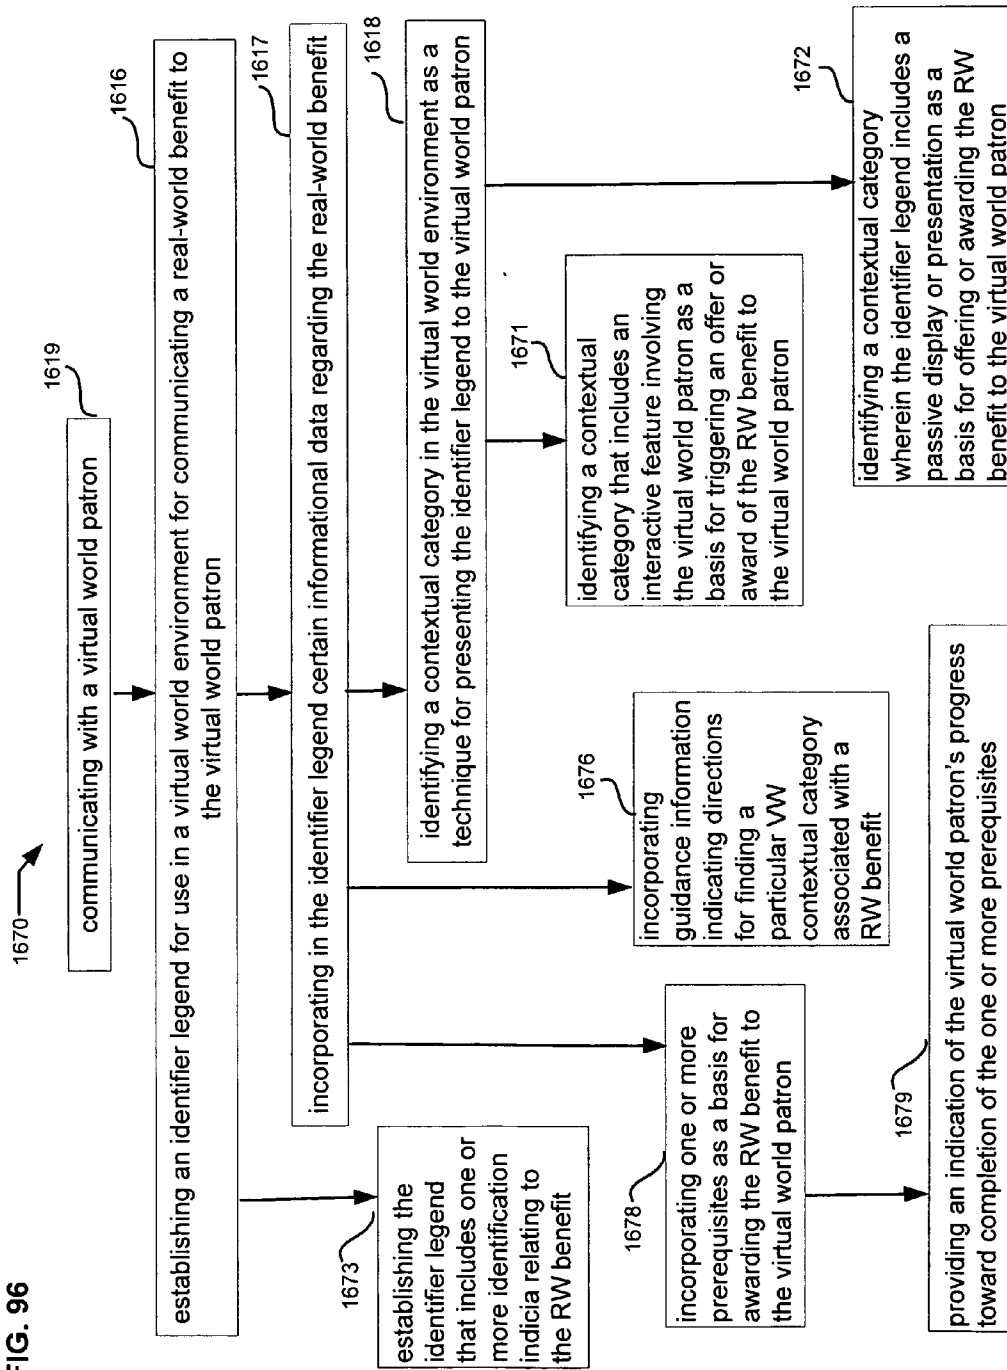 FIG. 96
1670
communicating with a virtual world patron
1619
establishing an identifier legend for use in a virtual world environment for communicating a real-world benefit to
the virtual world patron
1616
incorporating in the identifier legend certain informational data regarding the real-world benefit
1617
identifying a contextual category in the virtual world environment as a
technique for presenting the identifier legend to the virtual world patron
1618
establishing the
identifier legend
that includes one or
more identification
indicia relating to
the RW benefit
1673
incorporating one or more
prerequisites as a basis for
awarding the RW benefit to
the virtual world patron
1678
incorporating
guidance information
indicating directions
for finding a
particular VW
contextual category
associated with a
RW benefit
1676
identifying a contextual
category that includes an
interactive feature involving
the virtual world patron as a
basis for triggering an offer or
award of the RW benefit to
the virtual world patron
1671
identifying a contextual category
wherein the identifier legend includes a
passive display or presentation as a
basis for offering or awarding the RW
benefit to the virtual world patron
1672
providing an indication of the virtual world patron's progress
toward completion of the one or more prerequisites
1679